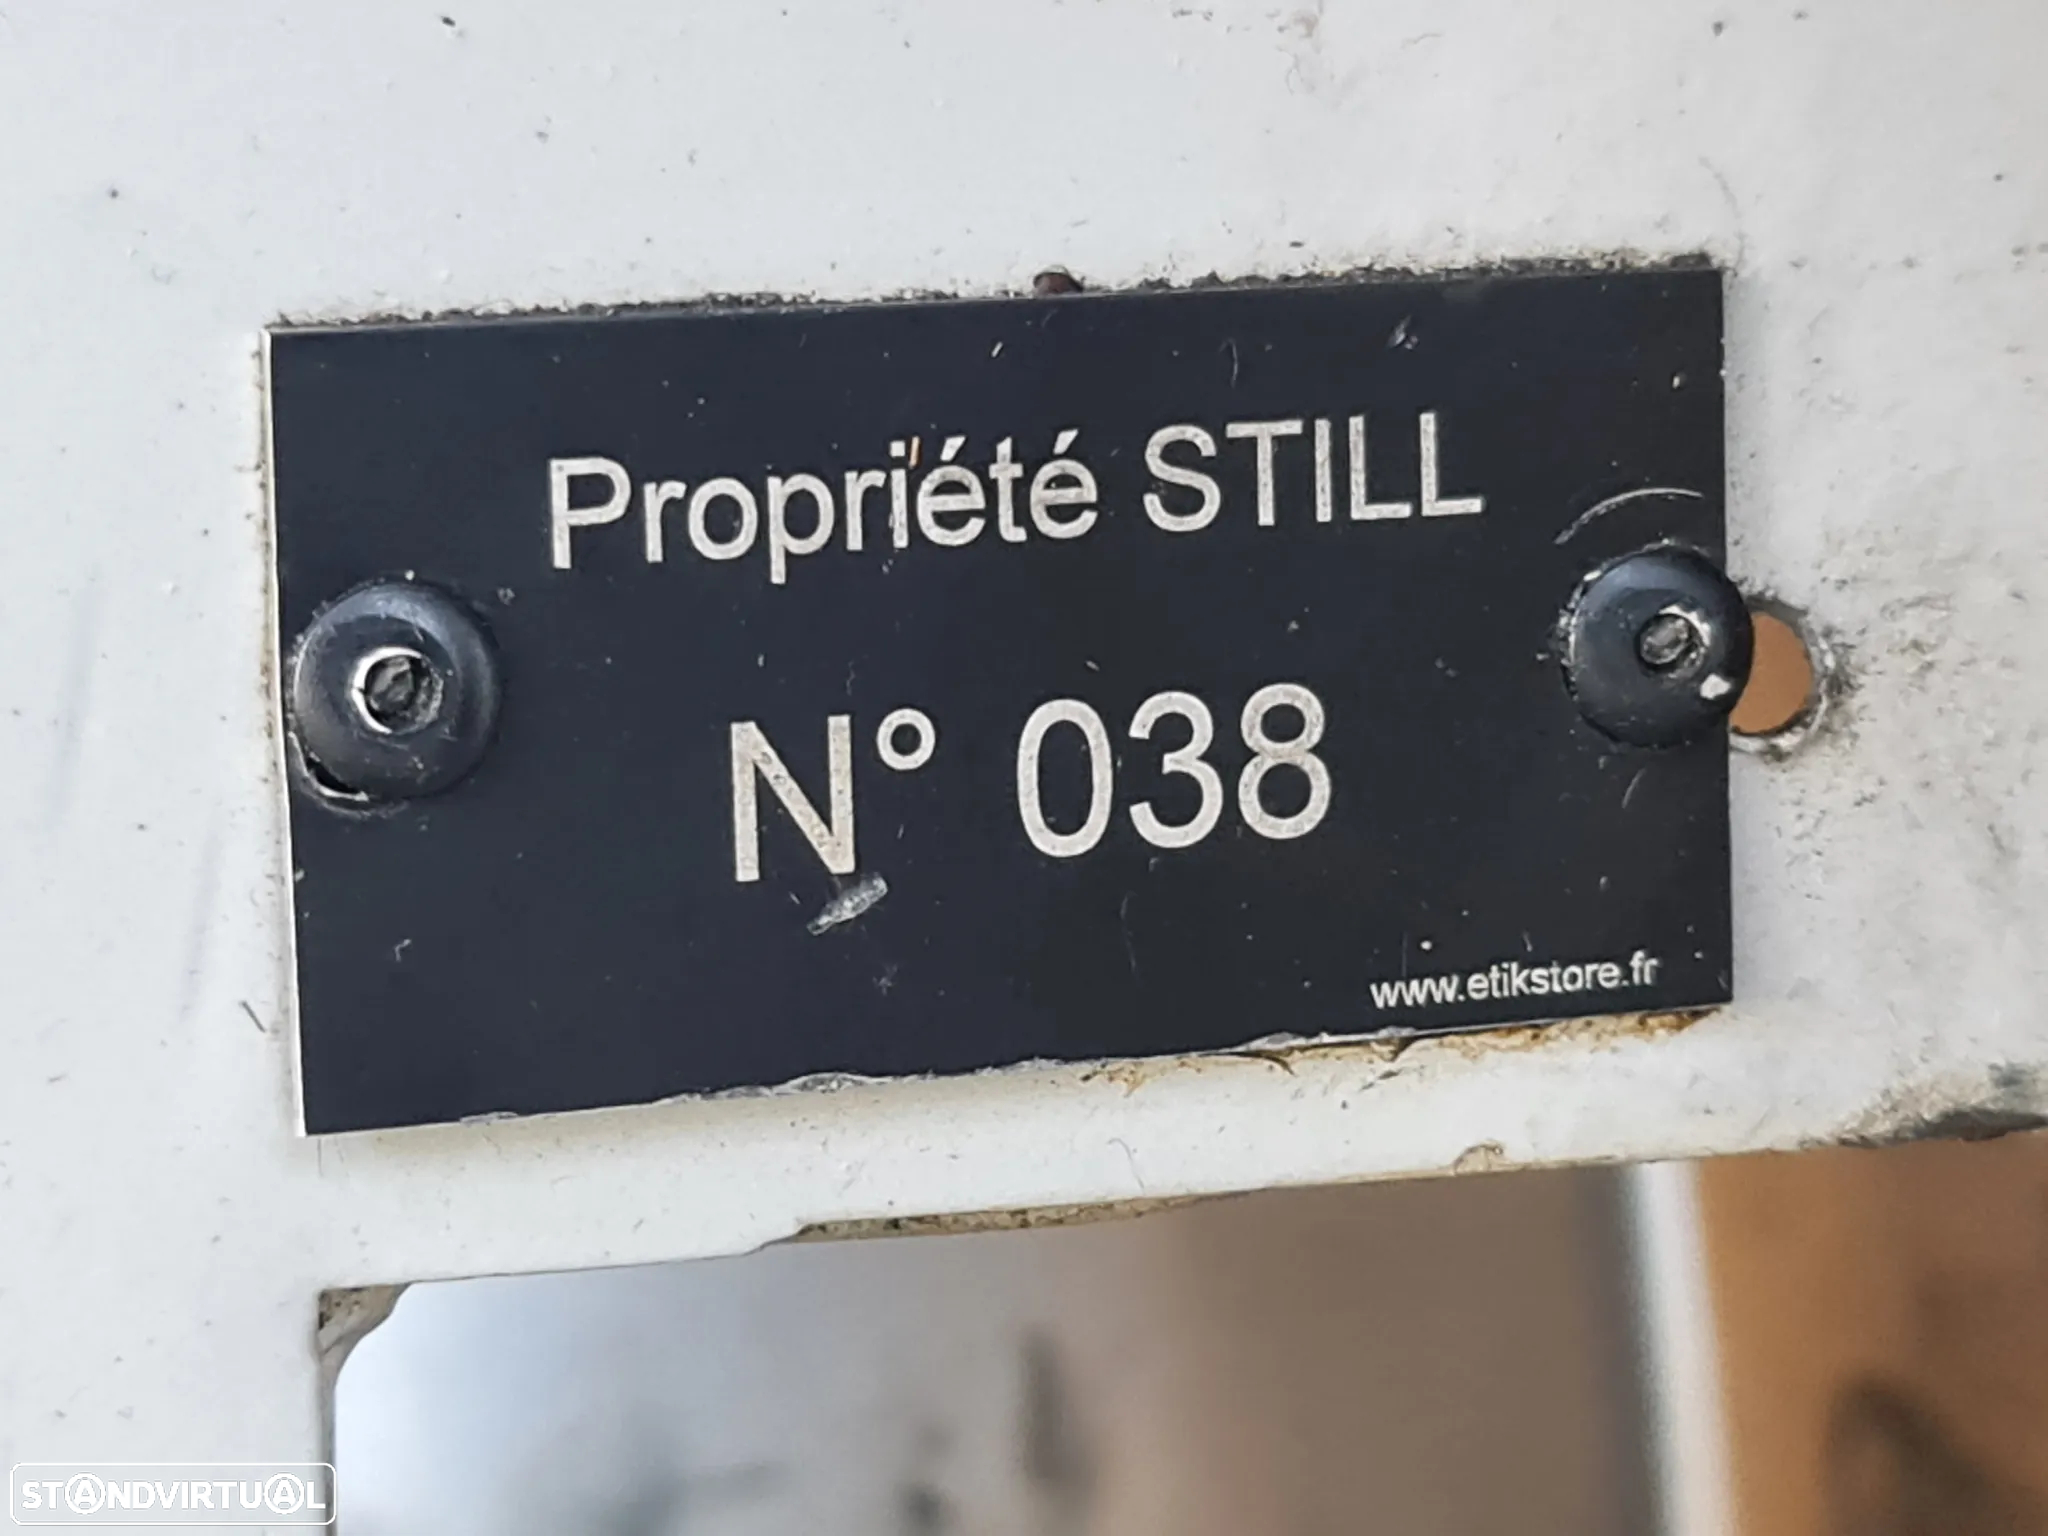 Propriété STILL
N° 038
www.etikstore.fr
STANDVIRTUAL